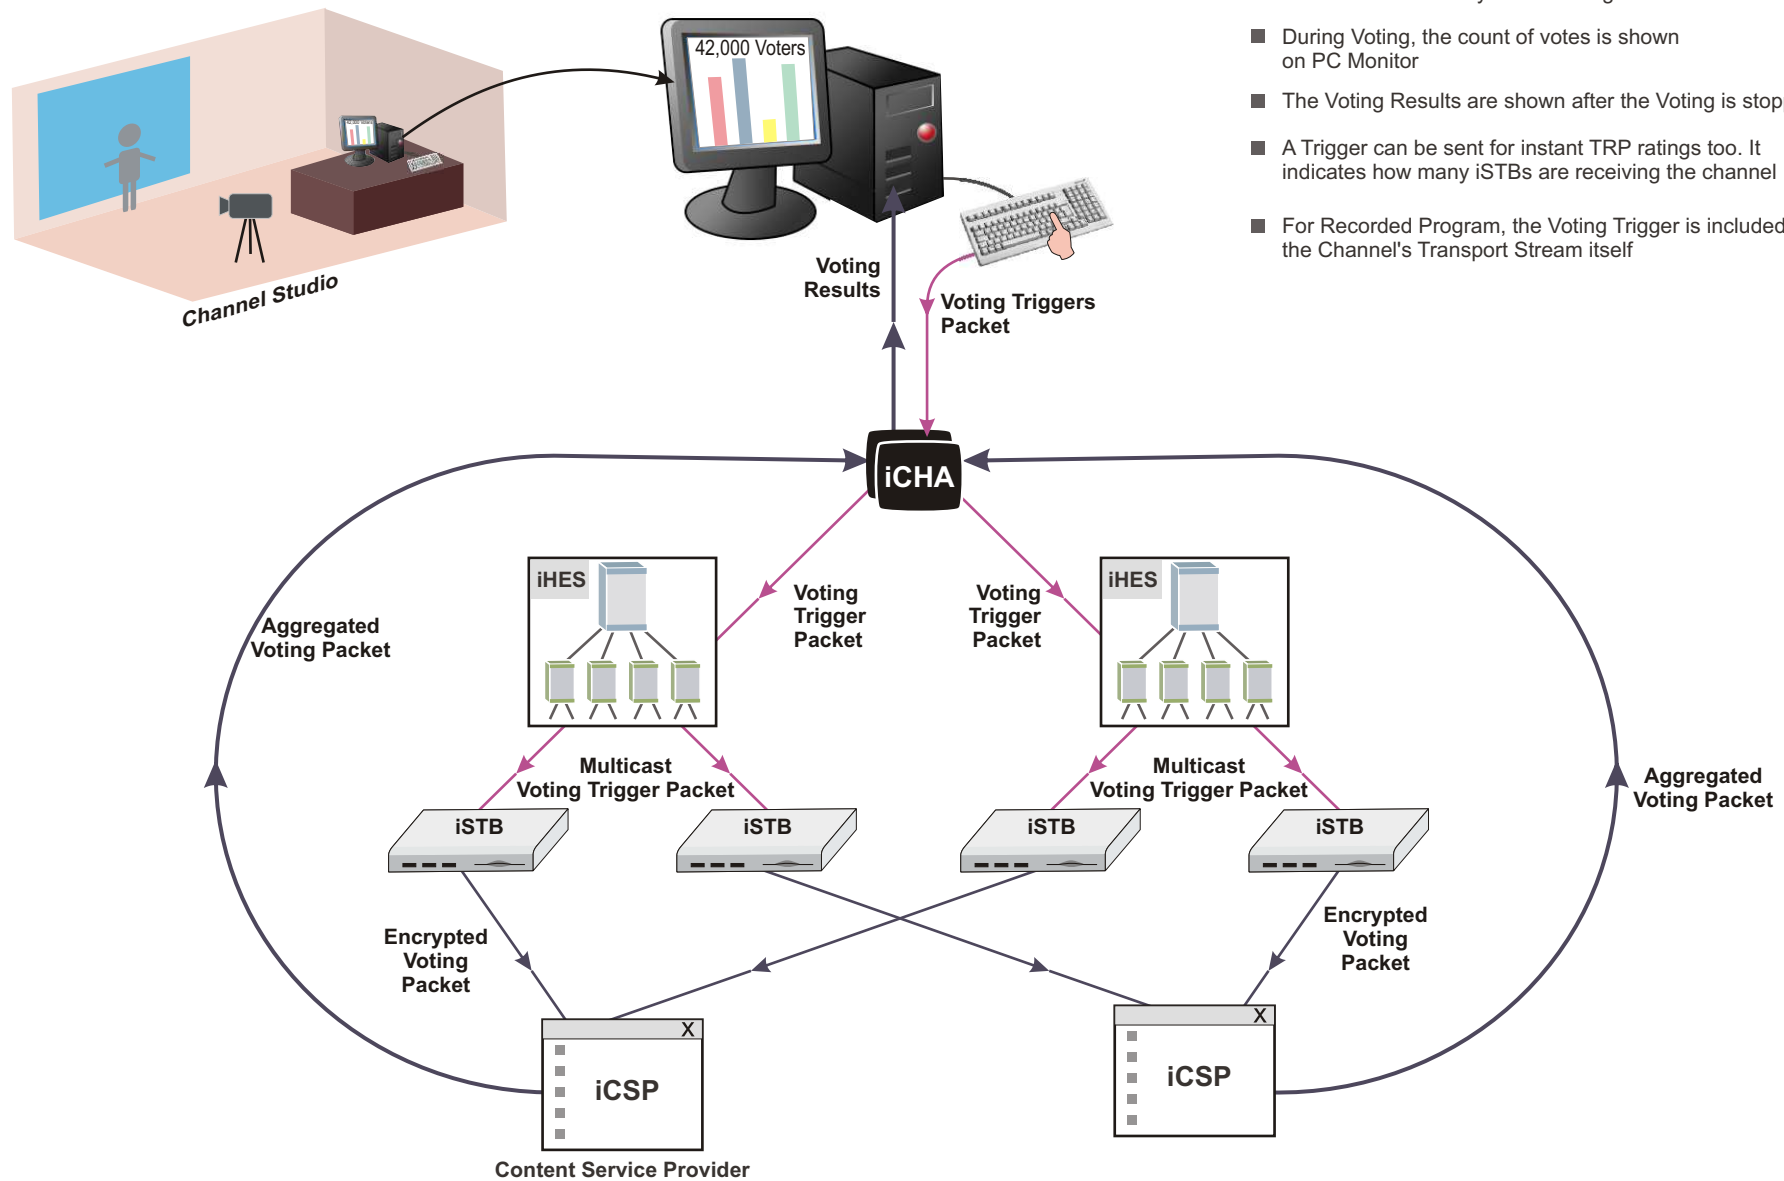 42,000 Voters
During Voting, the count of votes is shown
on PC Monitor
The Voting Results are shown after the Voting is
A Trigger can be sent for instant TRP ratings too. It
indicates how many iSTBs are receiving the channel
For Recorded Program, the Voting Trigger is included
the Channel's Transport Stream itself
Channel Studio
Voting
Results
Voting Triggers
Packet
iCHA
iHES
Voting
Trigger
Packet
Voting
Trigger
Packet
iHES
Aggregated
Voting Packet
Multicast
Voting Trigger Packet
Multicast
Voting Trigger Packet
Aggregated
Voting Packet
iSTB
iSTB
iSTB
iSTB
Encrypted
Voting
Packet
Encrypted
Voting
Packet
X
iCSP
X
iCSP
Content Service Provider